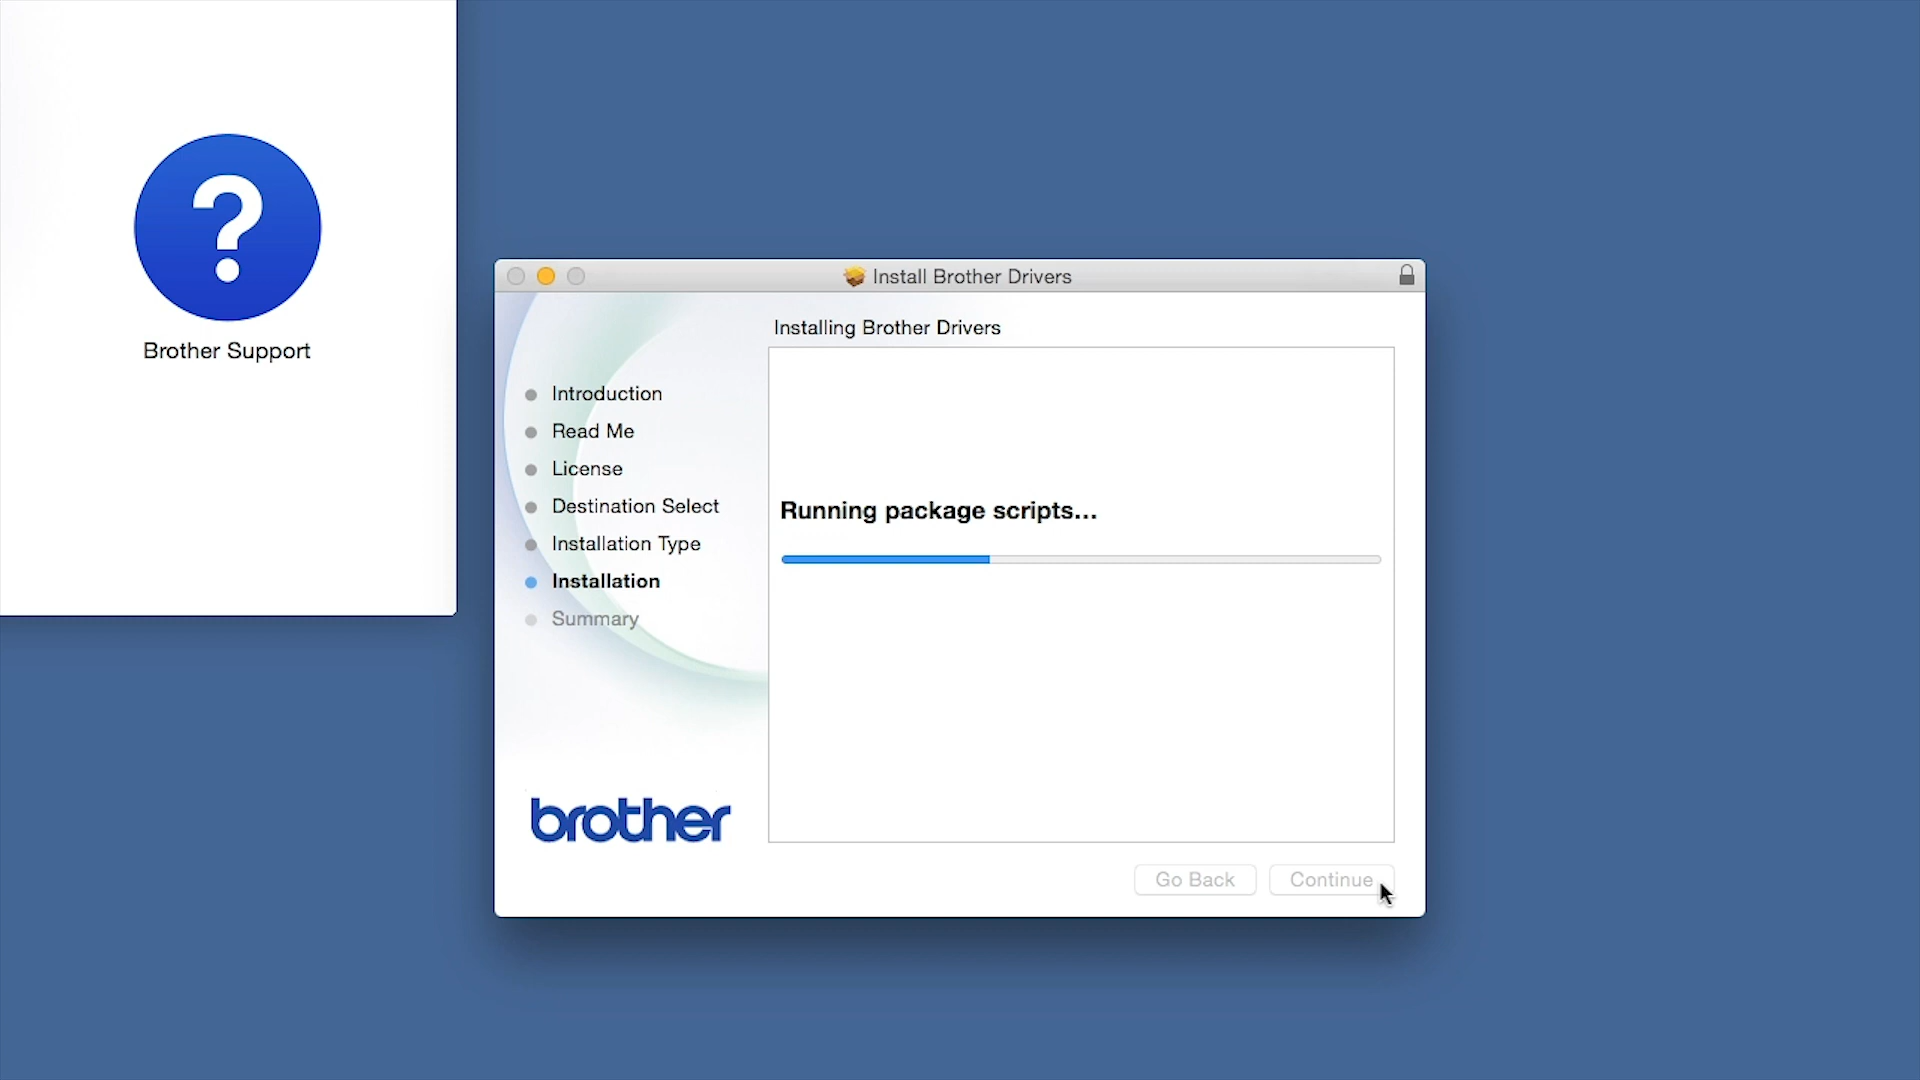 ?
Brother Support
Install Brother Drivers
Installing Brother Drivers
Introduction
Read Me
License
Destination Select
Installation Type
Installation
Summary
Running package scripts...
brother
Go Back
Continue